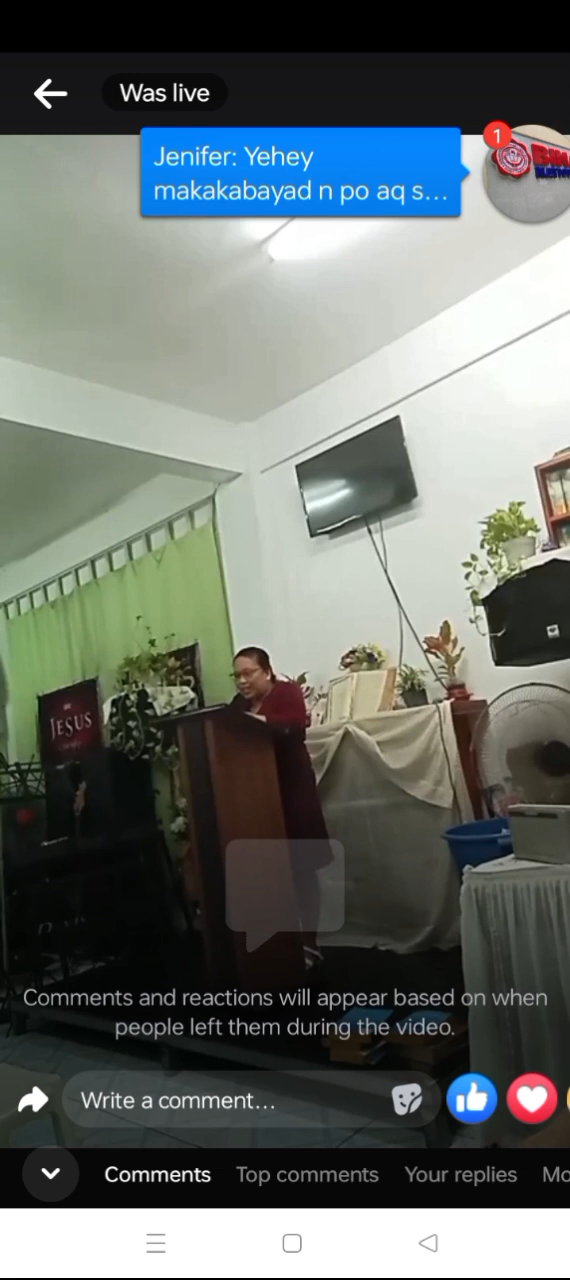 Was live
1
Jenifer: Yehey
makakabayad n po aq s...
JESUS
Comments and reactions will appear based on when
people left them during the video.
Write a comment...
Comments
Top comments
Your replies